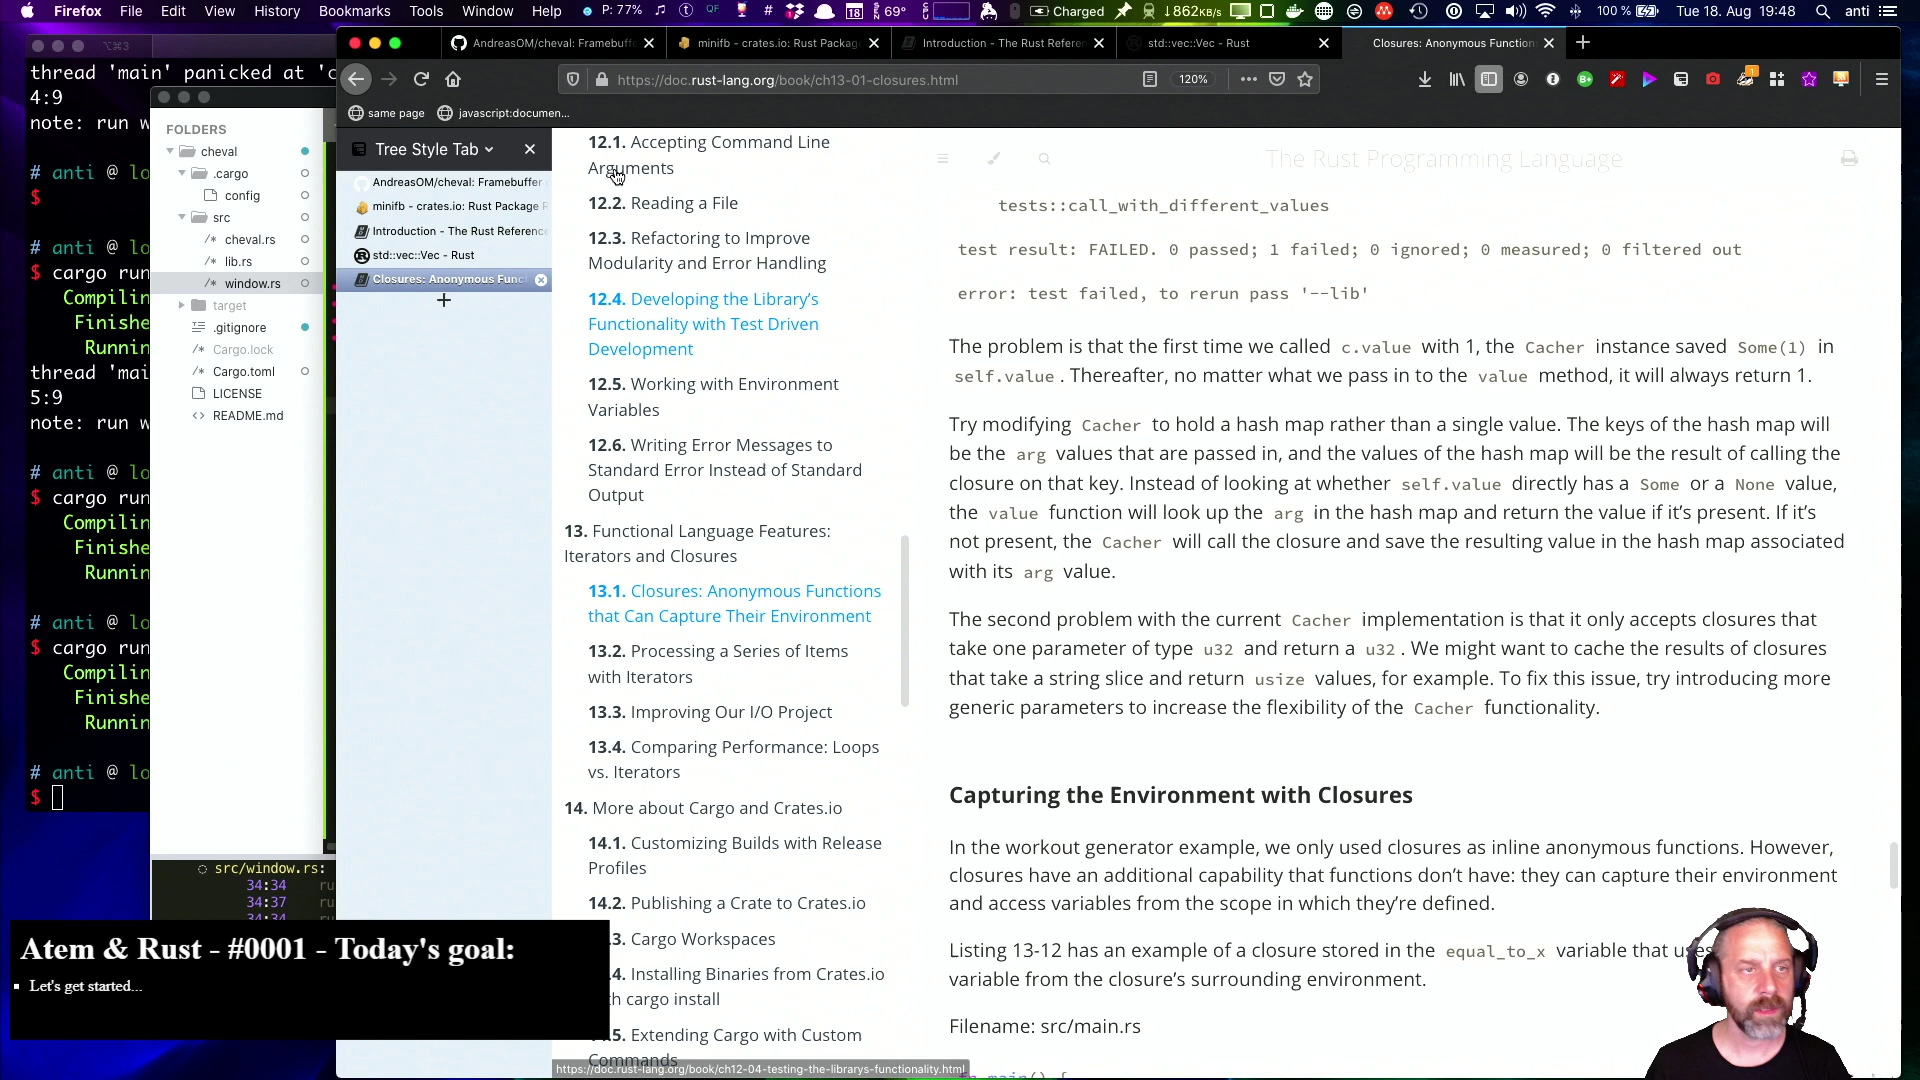 Firefox File Edit View History Bookmarks Tools Window Help P: 77% QF # 18 69° Charged 862KB/s 100 % Tue 18. Aug 19:48 anti
⌥⌘3
thread 'main' panicked at 'c
4:9
note: run w
# anti @ lo
$
# anti @ lo
$ cargo run
Compilin
Finishe
Running
thread 'mai
5:9
note: run w
# anti @ lo
$ cargo run
Compilin
Finishe
Running
# anti @ lo
$ cargo run
Compilin
Finishe
Running
# anti @ lo
$
FOLDERS
cheval
.cargo
config
src
/* cheval.rs
/* lib.rs
/* window.rs
target
.gitignore
/* Cargo.lock
/* Cargo.toml
LICENSE
<> README.md
src/window.rs:
34:34 ru
34:37 ru
34:34 ru
AndreasOM/cheval: Framebuffe
minifb - crates.io: Rust Package
Introduction - The Rust Referen
std::vec::Vec - Rust
Closures: Anonymous Function
https://doc.rust-lang.org/book/ch13-01-closures.html
120%
same page
javascript:documen...
Tree Style Tab
AndreasOM/cheval: Framebuffer
minifb - crates.io: Rust Package R
Introduction - The Rust Reference
std::vec::Vec - Rust
Closures: Anonymous Func
12.1. Accepting Command Line
Arguments
12.2. Reading a File
12.3. Refactoring to Improve
Modularity and Error Handling
12.4. Developing the Library’s
Functionality with Test Driven
Development
12.5. Working with Environment
Variables
12.6. Writing Error Messages to
Standard Error Instead of Standard
Output
13. Functional Language Features:
Iterators and Closures
13.1. Closures: Anonymous Functions
that Can Capture Their Environment
13.2. Processing a Series of Items
with Iterators
13.3. Improving Our I/O Project
13.4. Comparing Performance: Loops
vs. Iterators
14. More about Cargo and Crates.io
14.1. Customizing Builds with Release
Profiles
14.2. Publishing a Crate to Crates.io
.3. Cargo Workspaces
.4. Installing Binaries from Crates.io
th cargo install
.5. Extending Cargo with Custom
Commands
https://doc.rust-lang.org/book/ch12-04-testing-the-librarys-functionality.html
The Rust Programming Language
tests::call_with_different_values
test result: FAILED. 0 passed; 1 failed; 0 ignored; 0 measured; 0 filtered out
error: test failed, to rerun pass '--lib'
The problem is that the first time we called c.value with 1, the Cacher instance saved Some(1) in
self.value . Thereafter, no matter what we pass in to the value method, it will always return 1.
Try modifying Cacher to hold a hash map rather than a single value. The keys of the hash map will
be the arg values that are passed in, and the values of the hash map will be the result of calling the
closure on that key. Instead of looking at whether self.value directly has a Some or a None value,
the value function will look up the arg in the hash map and return the value if it’s present. If it’s
not present, the Cacher will call the closure and save the resulting value in the hash map associated
with its arg value.
The second problem with the current Cacher implementation is that it only accepts closures that
take one parameter of type u32 and return a u32 . We might want to cache the results of closures
that take a string slice and return usize values, for example. To fix this issue, try introducing more
generic parameters to increase the flexibility of the Cacher functionality.
Capturing the Environment with Closures
In the workout generator example, we only used closures as inline anonymous functions. However,
closures have an additional capability that functions don’t have: they can capture their environment
and access variables from the scope in which they’re defined.
Listing 13-12 has an example of a closure stored in the equal_to_x variable that uses
variable from the closure’s surrounding environment.
Filename: src/main.rs
fn main() {
Atem & Rust - #0001 - Today's goal:
Let's get started...